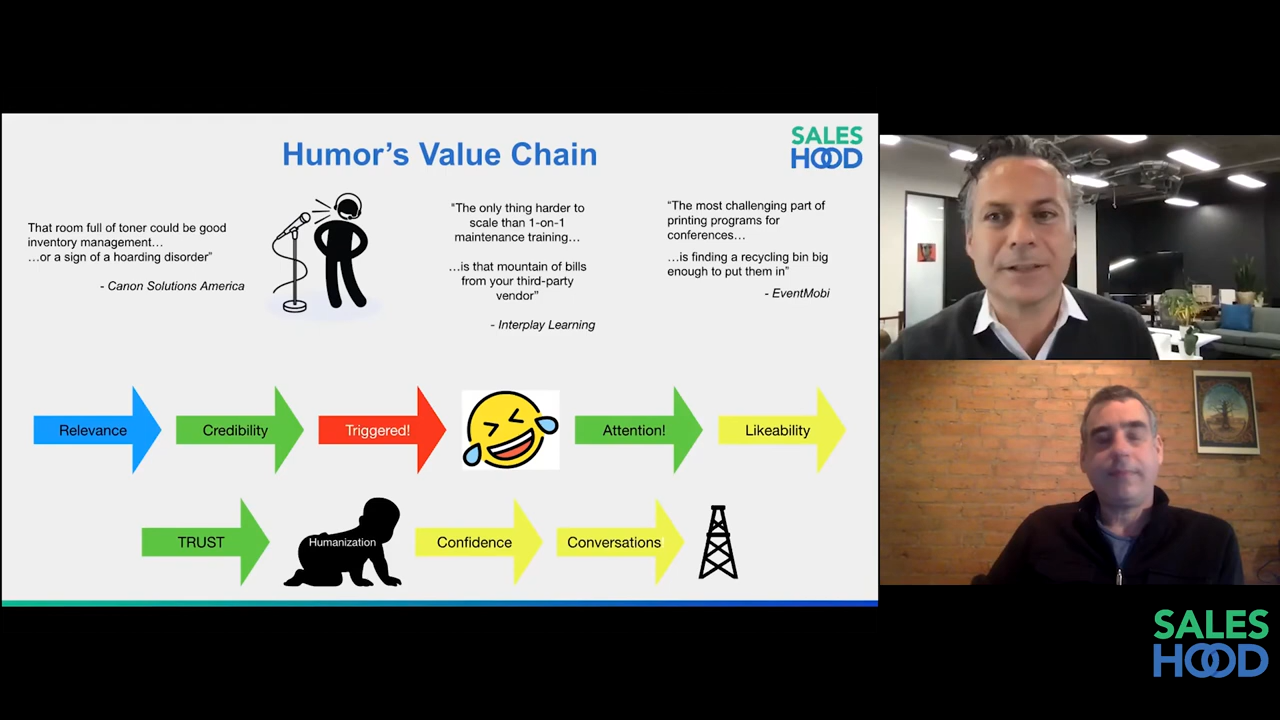 Humor’s Value Chain
SALES
HOOD
That room full of toner could be good
inventory management…
…or a sign of a hoarding disorder”
- Canon Solutions America
"The only thing harder to
scale than 1-on-1
maintenance training…
…is that mountain of bills
from your third-party
vendor”
- Interplay Learning
“The most challenging part of
printing programs for
conferences…
…is finding a recycling bin big
enough to put them in”
- EventMobi
Relevance
Credibility
Triggered!
Attention!
Likeability
TRUST
Humanization
Confidence
Conversations
SALES
HOOD